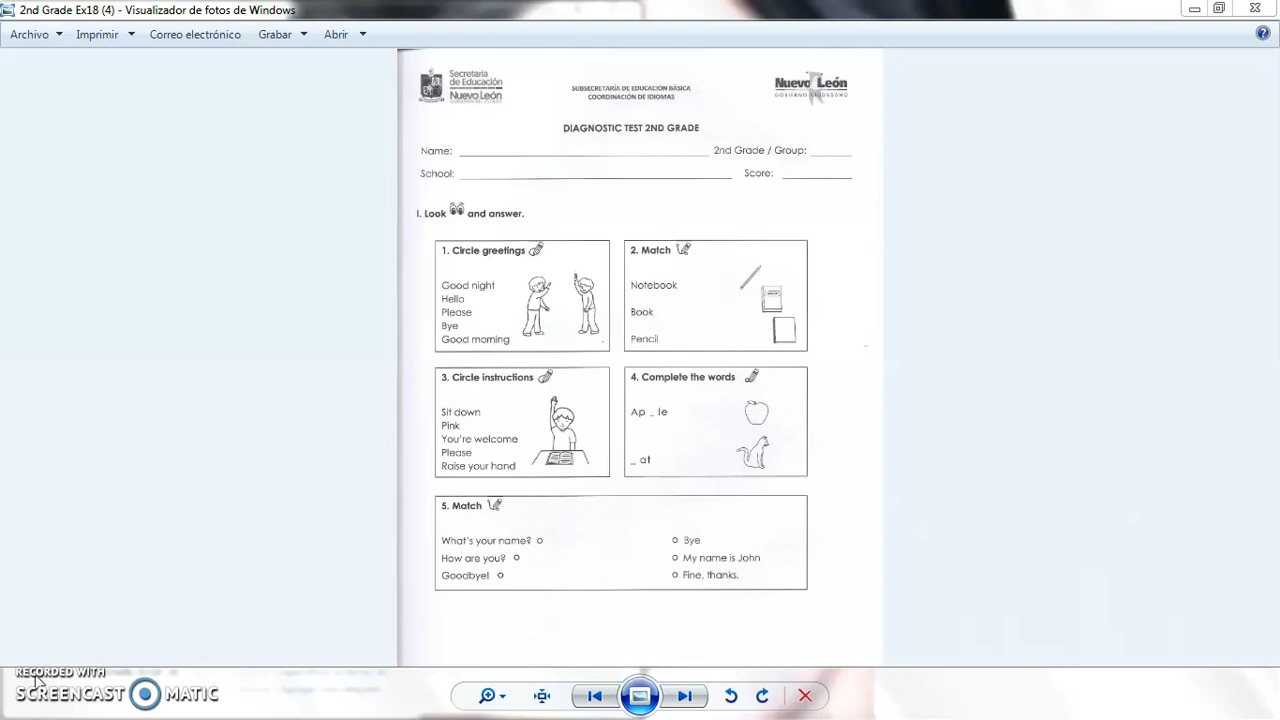 2nd Grade Ex18 (4) - Visualizador de fotos de Windows
Archivo Imprimir Correo electrónico Grabar Abrir
Secretaría
de Educación
Nuevo León
SUBSECRETARÍA DE EDUCACIÓN BÁSICA
COORDINACIÓN DE IDIOMAS
Nuevo León
GOBIERNO CIUDADANO
DIAGNOSTIC TEST 2ND GRADE
Name: 2nd Grade / Group:
School: Score:
I. Look and answer.
1. Circle greetings
Good night
Hello
Please
Bye
Good morning
2. Match
Notebook
Book
Pencil
3. Circle instructions
Sit down
Pink
You're welcome
Please
Raise your hand
4. Complete the words
Ap _ le
_ at
5. Match
What's your name?
How are you?
Goodbye!
Bye
My name is John
Fine, thanks.
RECORDED WITH
SCREENCAST MATIC